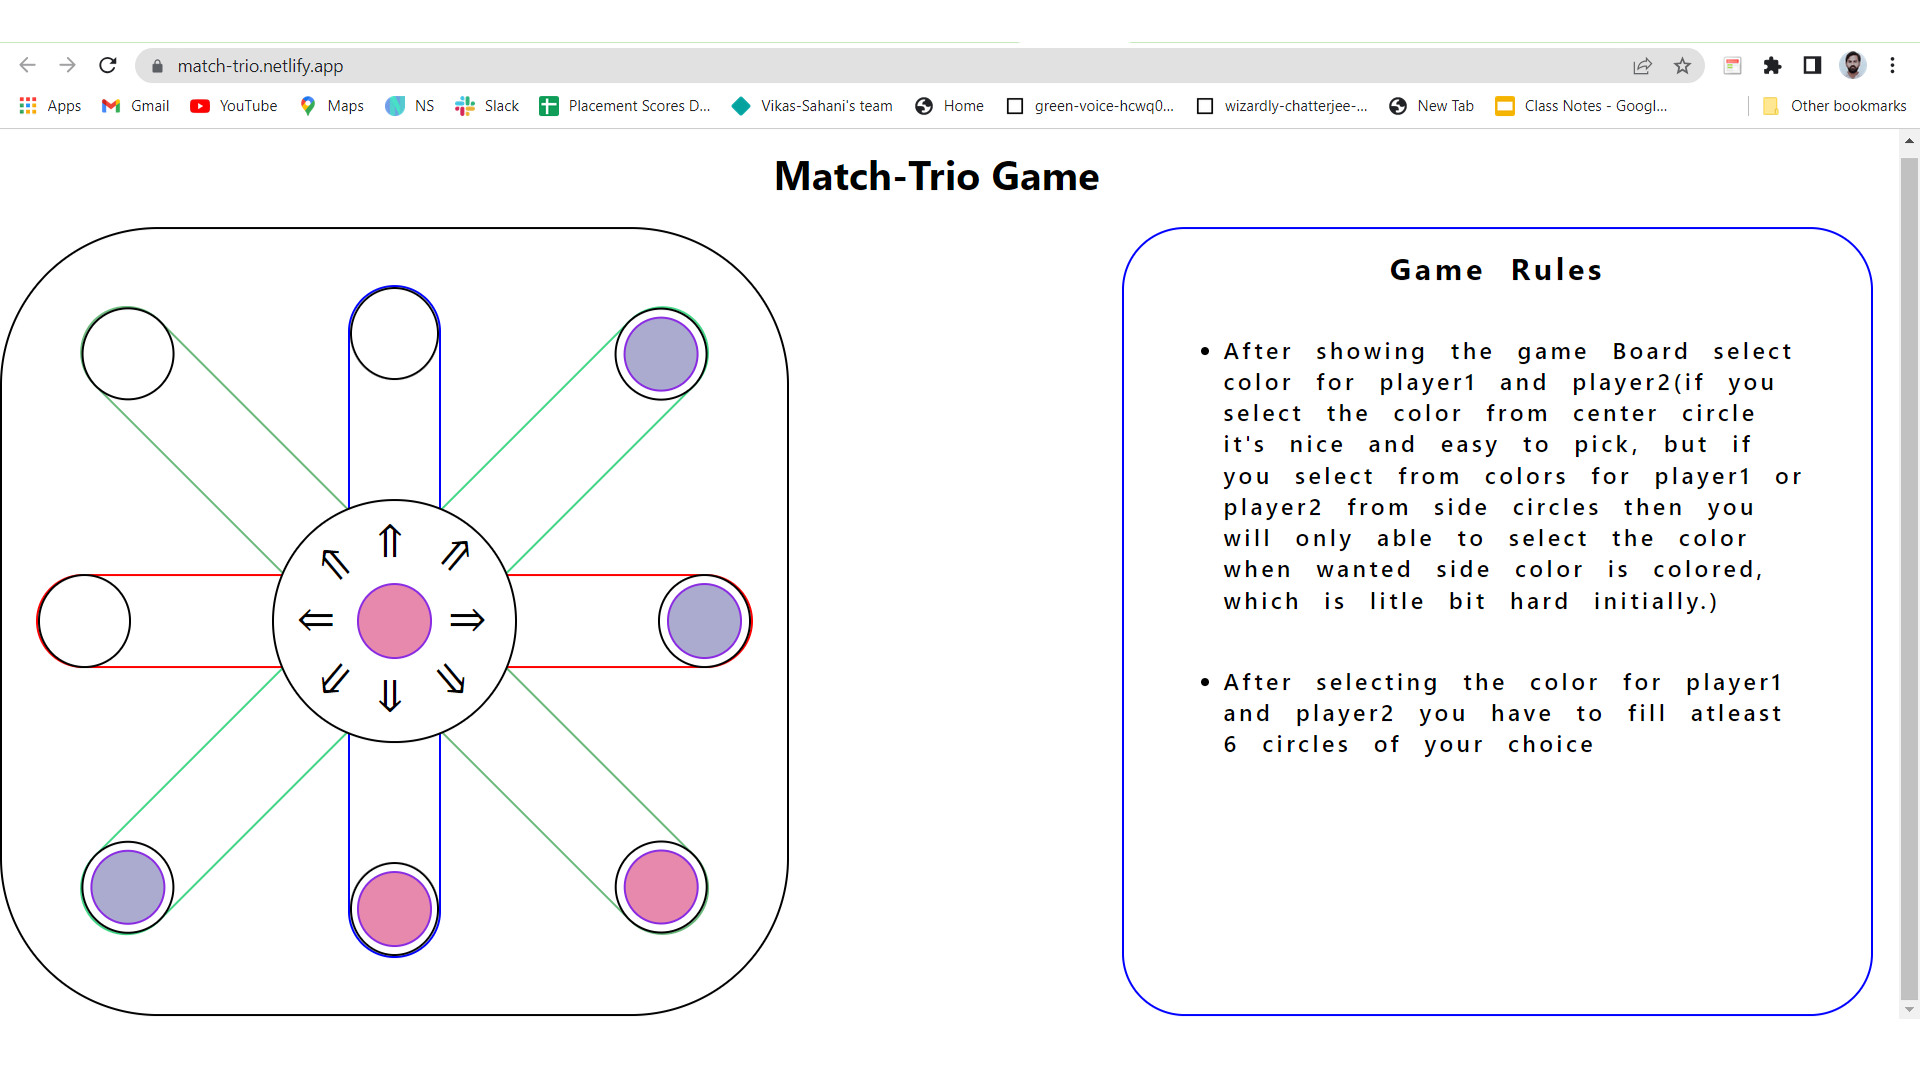 match-trio.netlify.app
Apps Gmail YouTube Maps NS Slack Placement Scores D... Vikas-Sahani's team Home green-voice-hcwq0... wizardly-chatterjee-... New Tab Class Notes - Googl... Other bookmarks
Match-Trio Game
Game Rules
• After showing the game Board select
color for player1 and player2(if you
select the color from center circle
it's nice and easy to pick, but if
you select from colors for player1 or
player2 from side circles then you
will only able to select the color
when wanted side color is colored,
which is litle bit hard initially.)
• After selecting the color for player1
and player2 you have to fill atleast
6 circles of your choice
⇖ ⇑ ⇗
⇐ ⇒
⇙ ⇓ ⇘